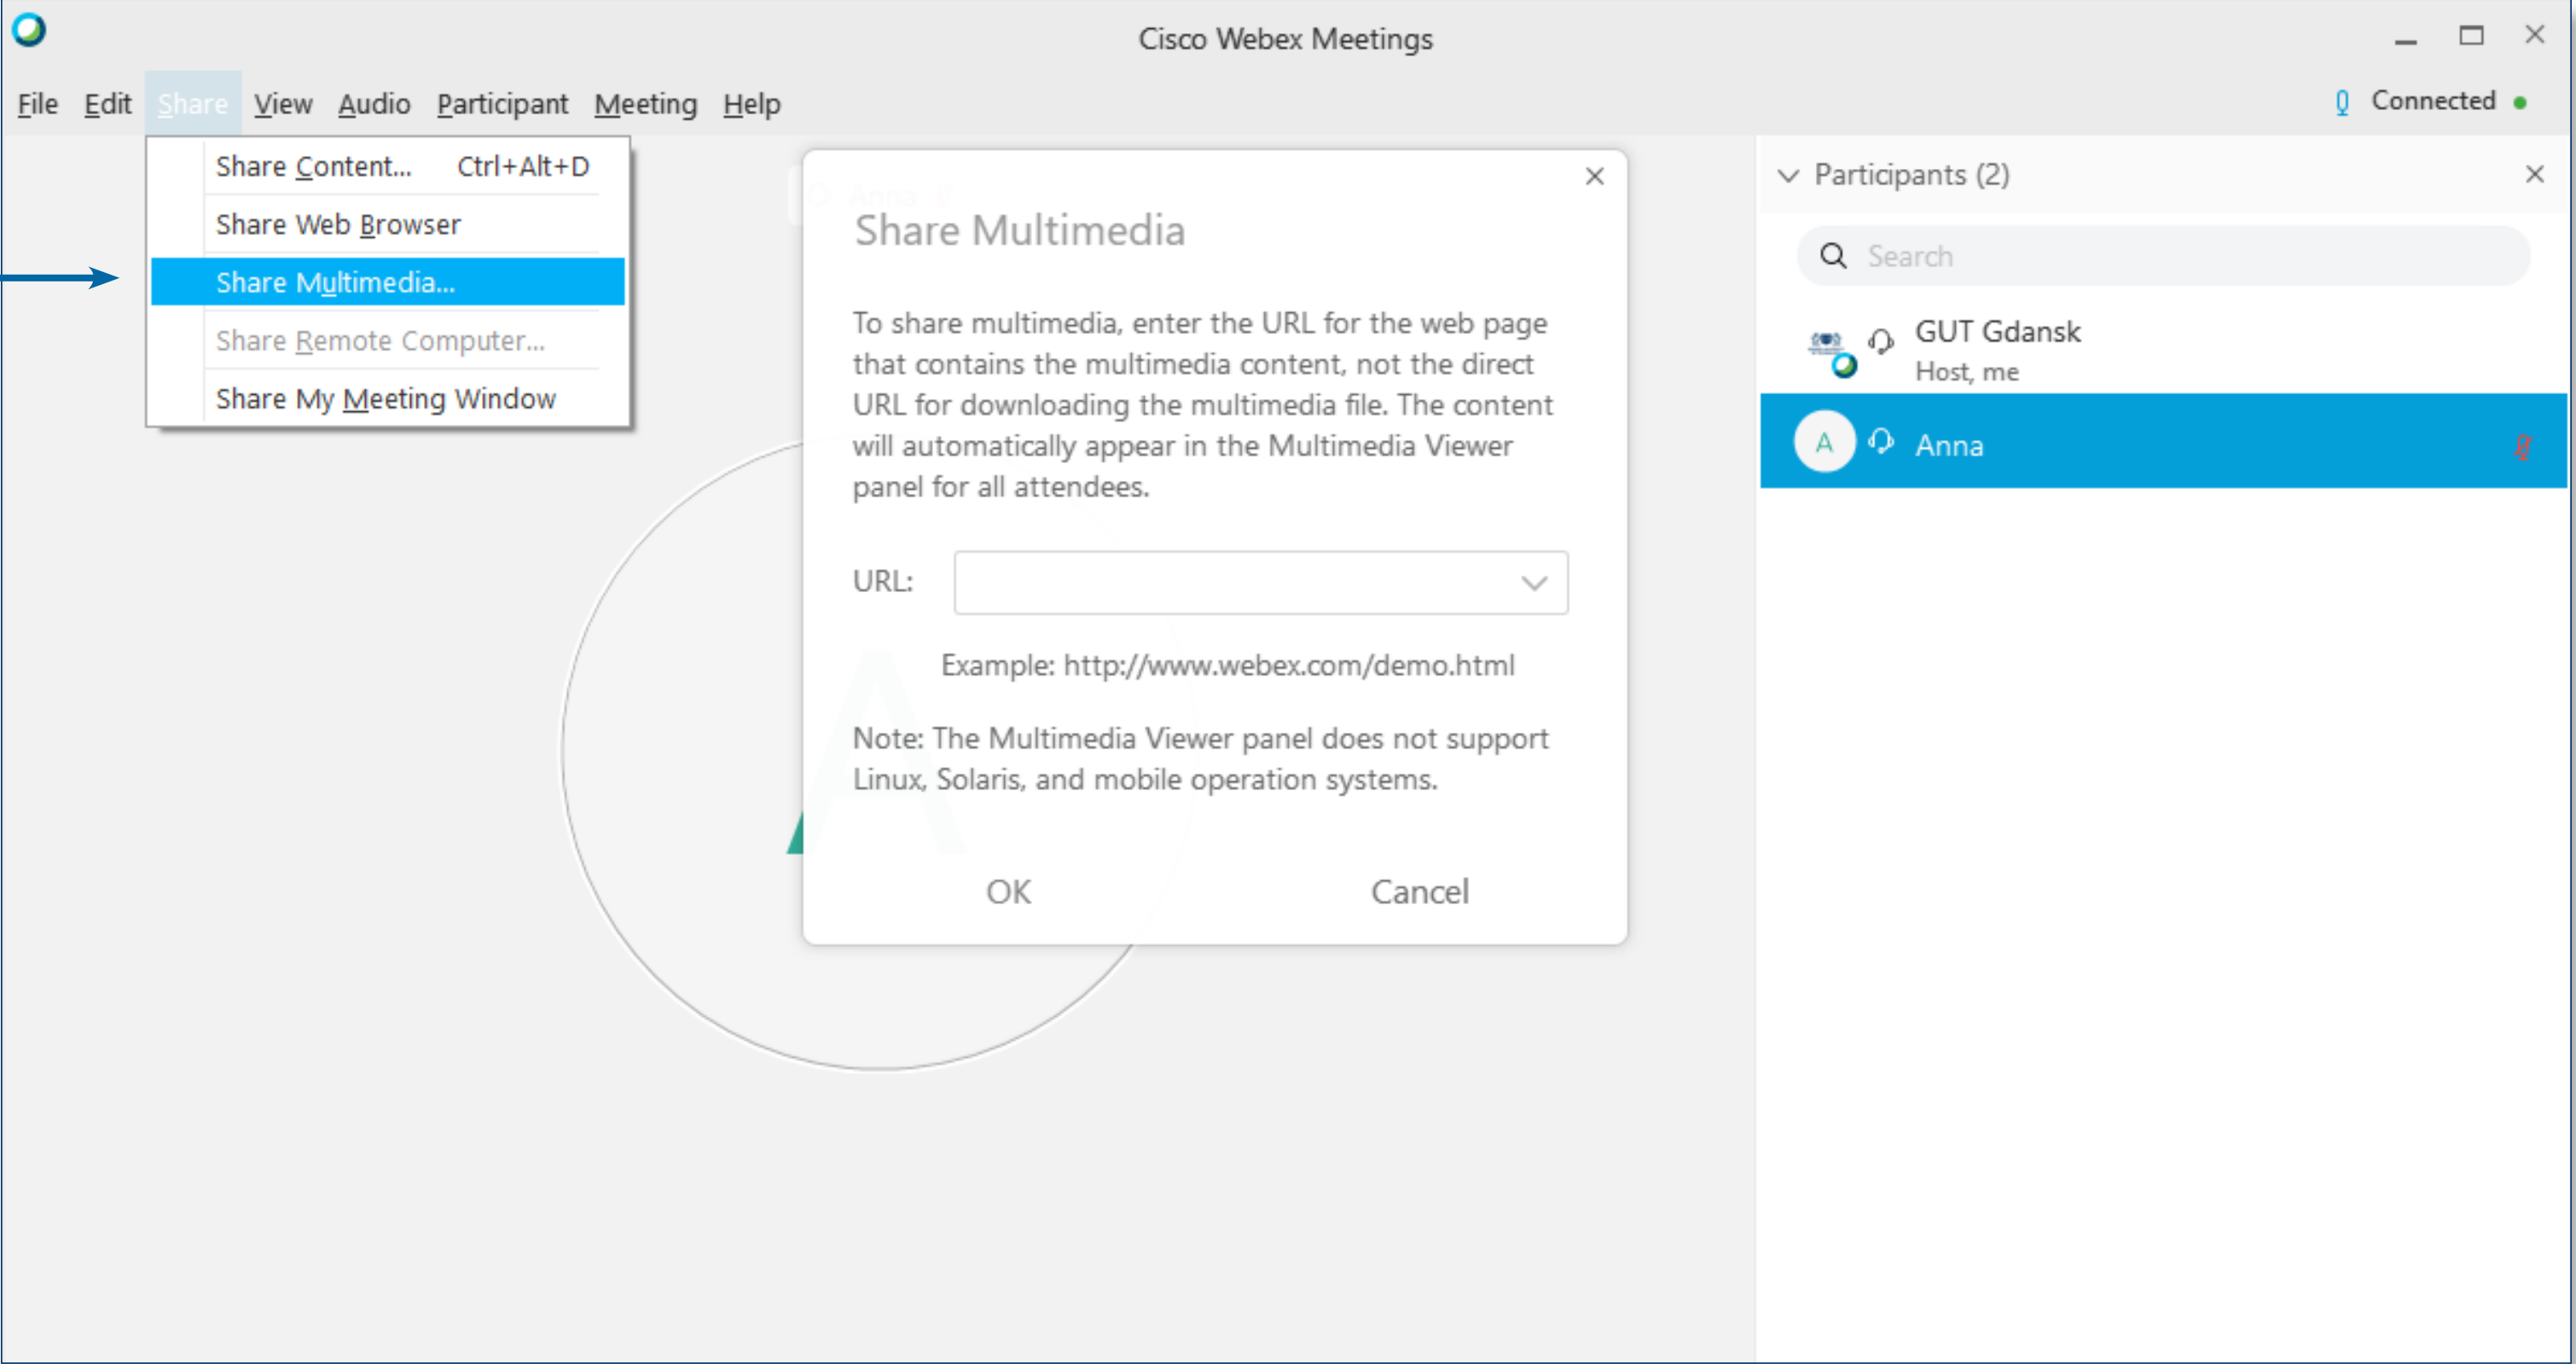 Cisco Webex Meetings
File Edit Share View Audio Participant Meeting Help
Connected
Share Content... Ctrl+Alt+D
Share Web Browser
Share Multimedia...
Share Remote Computer...
Share My Meeting Window
Anna
Share Multimedia
To share multimedia, enter the URL for the web page
that contains the multimedia content, not the direct
URL for downloading the multimedia file. The content
will automatically appear in the Multimedia Viewer
panel for all attendees.
URL:
Example: http://www.webex.com/demo.html
Note: The Multimedia Viewer panel does not support
Linux, Solaris, and mobile operation systems.
A
OK Cancel
Participants (2)
Search
GUT Gdansk
Host, me
A Anna